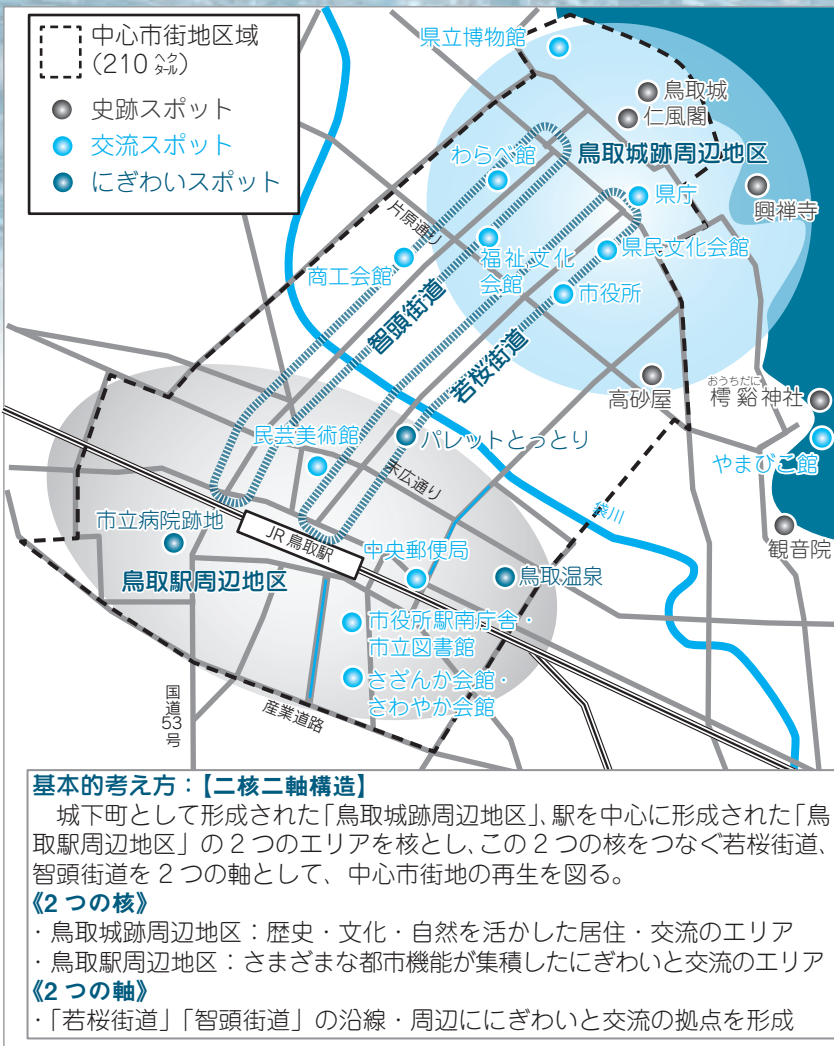 中心市街地区域
（210 ヘクタール）
史跡スポット
交流スポット
にぎわいスポット
県立博物館
鳥取城
仁風閣
わらべ館
鳥取城跡周辺地区
県庁
興禅寺
片原通り
商工会館
福祉文化
会館
県民文化会館
市役所
智頭街道
若桜街道
高砂屋
おうちだに
樗谿神社
やまびこ館
民芸美術館
パレットとっとり
末広通り
袋川
観音院
市立病院跡地
JR 鳥取駅
中央郵便局
鳥取温泉
鳥取駅周辺地区
市役所駅南庁舎・
市立図書館
さざんか会館・
さわやか会館
国道53号
産業道路
基本的考え方：【二核二軸構造】
城下町として形成された「鳥取城跡周辺地区」、駅を中心に形成された「鳥
取駅周辺地区」の２つのエリアを核とし、この２つの核をつなぐ若桜街道、
智頭街道を２つの軸として、中心市街地の再生を図る。
《２つの核》
・鳥取城跡周辺地区：歴史・文化・自然を活かした居住・交流のエリア
・鳥取駅周辺地区：さまざまな都市機能が集積したにぎわいと交流のエリア
《２つの軸》
・「若桜街道」「智頭街道」の沿線・周辺ににぎわいと交流の拠点を形成